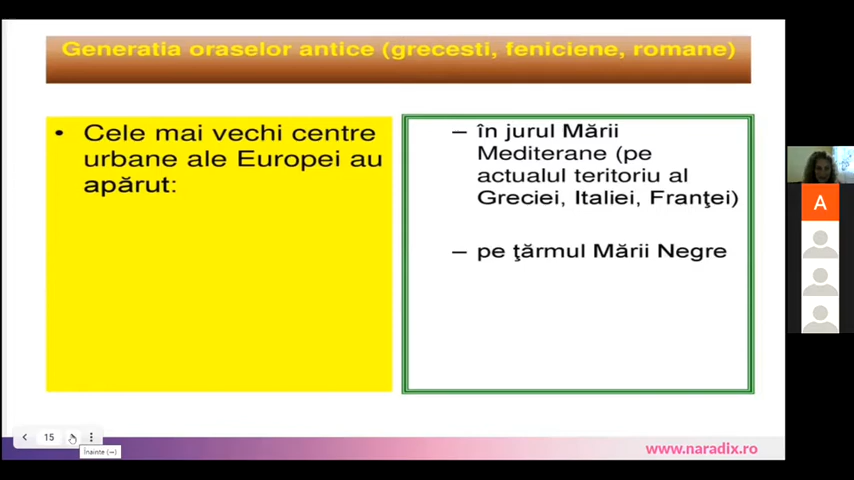 Generatia oraselor antice (grecesti, feniciene, romane)
• Cele mai vechi centre
urbane ale Europei au
apărut:
– în jurul Mării
Mediterane (pe
actualul teritoriu al
Greciei, Italiei, Franţei)
– pe ţărmul Mării Negre
A
15
Înainte (→)
www.naradix.ro